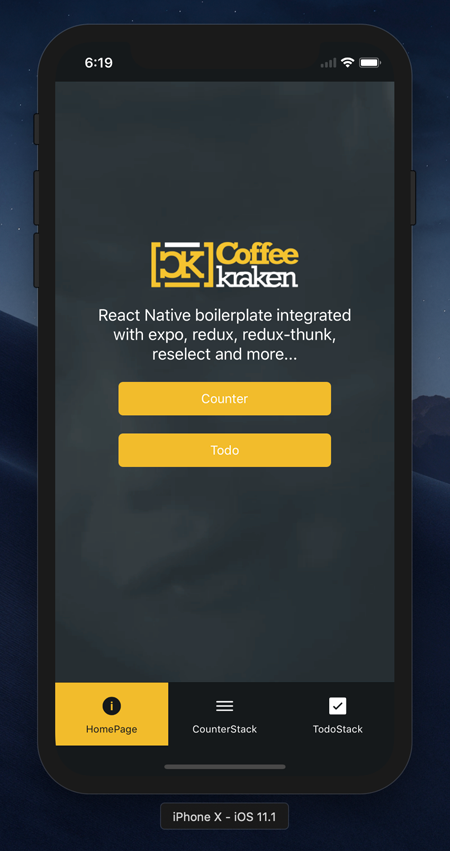 6:19
CK Coffee
kraken
React Native boilerplate integrated
with expo, redux, redux-thunk,
reselect and more...
Counter
Todo
HomePage CounterStack TodoStack
iPhone X - iOS 11.1